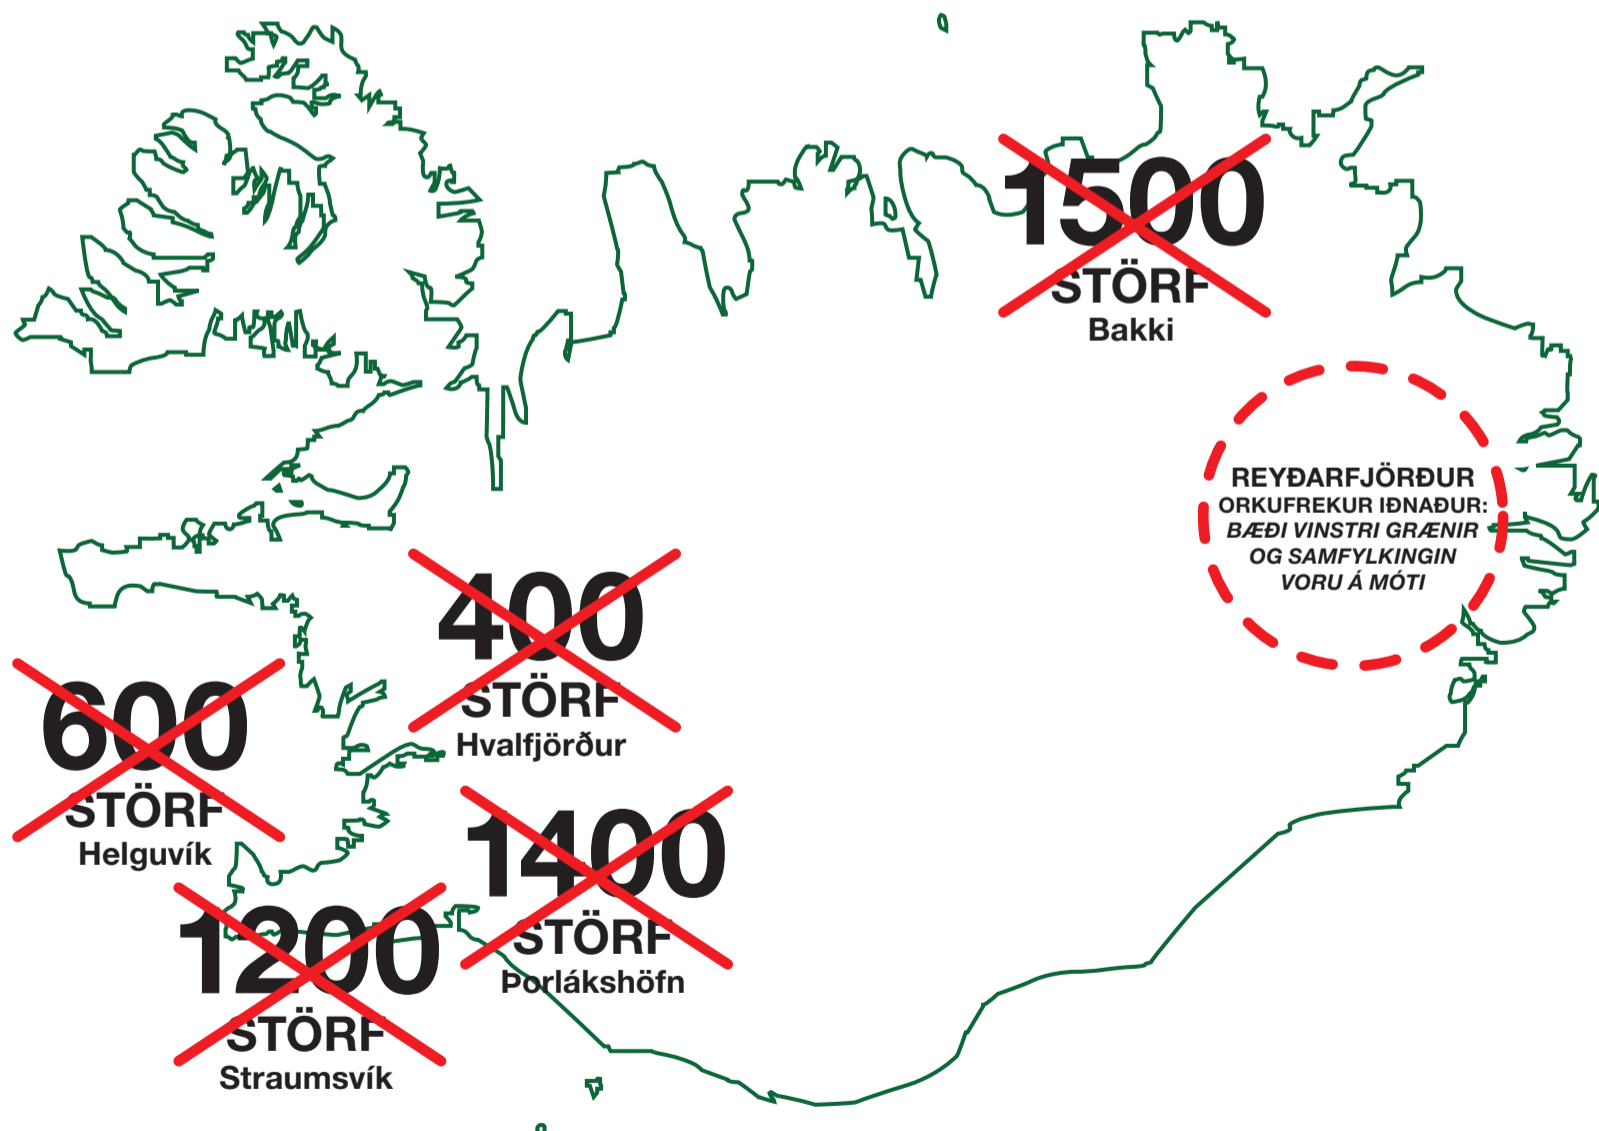 1500
STÖRF
Bakki
REYÐARFJÖRÐUR
ORKUFREKUR IÐNAÐUR:
BÆÐI VINSTRI GRÆNIR
OG SAMFYLKINGIN
VORU Á MÓTI
400
STÖRF
Hvalfjörður
600
STÖRF
Helguvík
1400
STÖRF
Þorlákshöfn
1200
STÖRF
Straumsvík